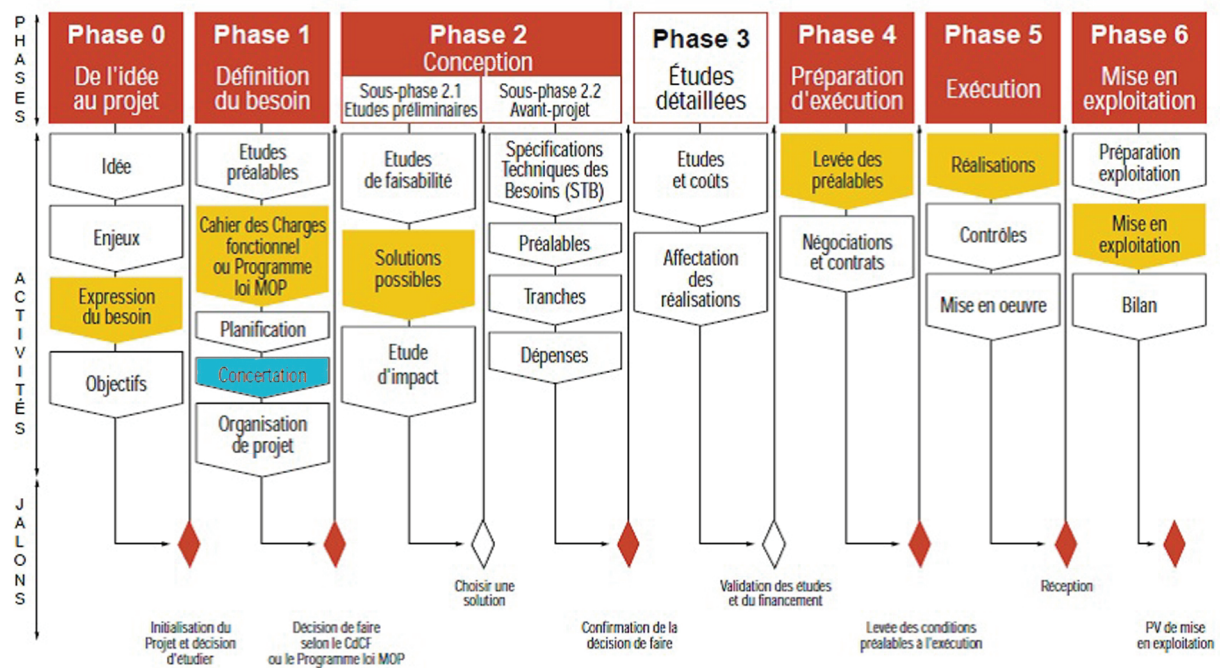 PHASES
Phase 0
De l'idée
au projet
Phase 1
Définition
du besoin
Phase 2
Conception
Sous-phase 2.1
Etudes préliminaires
Sous-phase 2.2
Avant-projet
Phase 3
Études
détaillées
Phase 4
Préparation
d'exécution
Phase 5
Exécution
Phase 6
Mise en
exploitation
ACTIVITÉS
Idée
Enjeux
Expression
du besoin
Objectifs
Etudes
préalables
Cahier des Charges
fonctionnel
ou Programme
loi MOP
Planification
Concertation
Organisation
de projet
Etudes
de faisabilité
Solutions
possibles
Etude
d'impact
Spécifications
Techniques des
Besoins (STB)
Préalables
Tranches
Dépenses
Etudes
et coûts
Affectation
des
réalisations
Levée des
préalables
Négociations
et contrats
Réalisations
Contrôles
Mise en oeuvre
Préparation
exploitation
Mise en
exploitation
Bilan
JALONS
Initialisation du
Projet et décision
d'étudier
Décision de faire
selon le CdCF
ou le Programme loi MOP
Choisir une
solution
Confirmation de la
décision de faire
Validation des études
et du financement
Levée des conditions
préalables à l'exécution
Réception
PV de mise
en exploitation